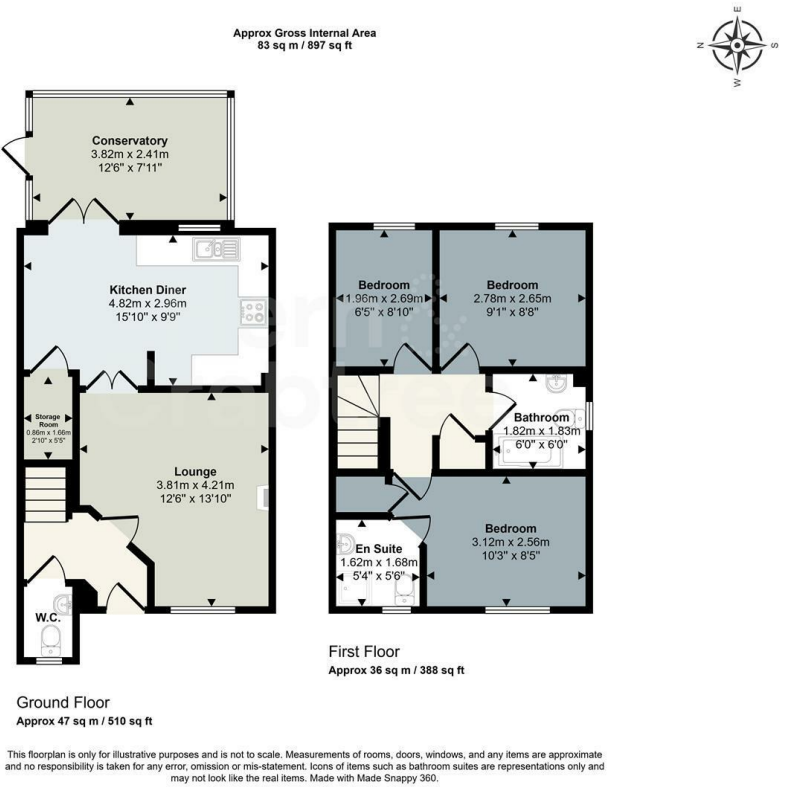 Approx Gross Internal Area
83 sq m / 897 sq ft
E
N
S
W
Conservatory
3.82m x 2.41m
12'6" x 7'11"
Kitchen Diner
4.82m x 2.96m
15'10" x 9'9"
Storage
Room
0.86m x 1.66m
2'10" x 5'5"
Lounge
3.81m x 4.21m
12'6" x 13'10"
W.C.
Bedroom
1.96m x 2.69m
6'5" x 8'10"
Bedroom
2.78m x 2.65m
9'1" x 8'8"
Bathroom
1.82m x 1.83m
6'0" x 6'0"
Bedroom
3.12m x 2.56m
10'3" x 8'5"
En Suite
1.62m x 1.68m
5'4" x 5'6"
First Floor
Approx 36 sq m / 388 sq ft
Ground Floor
Approx 47 sq m / 510 sq ft
This floorplan is only for illustrative purposes and is not to scale. Measurements of rooms, doors, windows, and any items are approximate
and no responsibility is taken for any error, omission or mis-statement. Icons of items such as bathroom suites are representations only and
may not look like the real items. Made with Made Snappy 360.